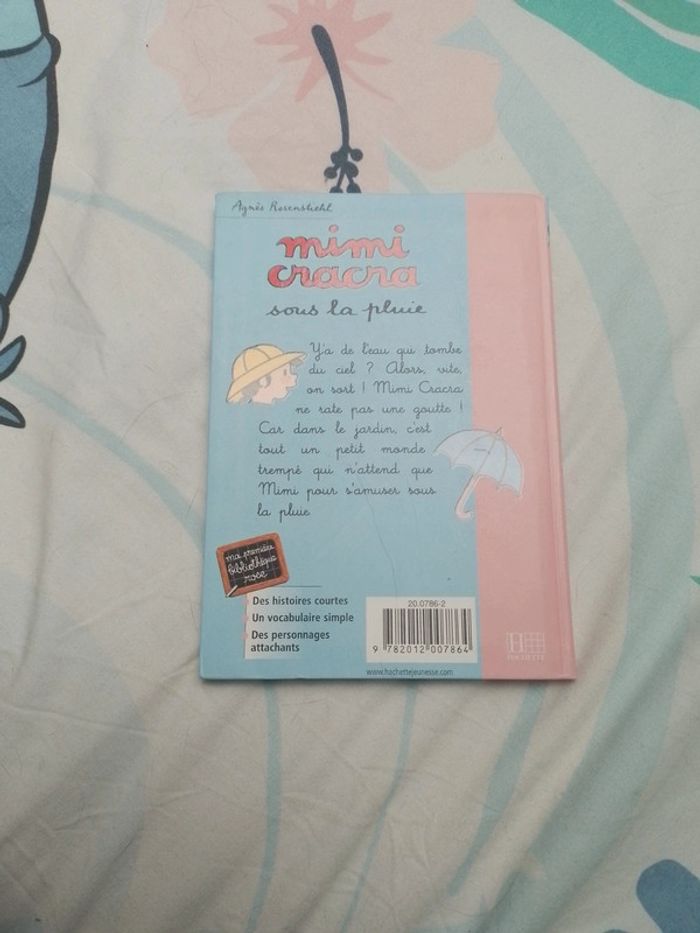 Agnès Rosenstiehl
mimi
cracra
sous la pluie
Y'a de l'eau qui tombe
du ciel ? Alors, vite,
on sort ! Mimi Cracra
ne rate pas une goutte !
Car dans le jardin, c'est
tout un petit monde
trempé qui n'attend que
Mimi pour s'amuser sous
la pluie
ma première
bibliothèque
rose
Des histoires courtes
Un vocabulaire simple
Des personnages
attachants
20.0786-2
9 782012 007864
www.hachettejeunesse.com
H
HACHETTE